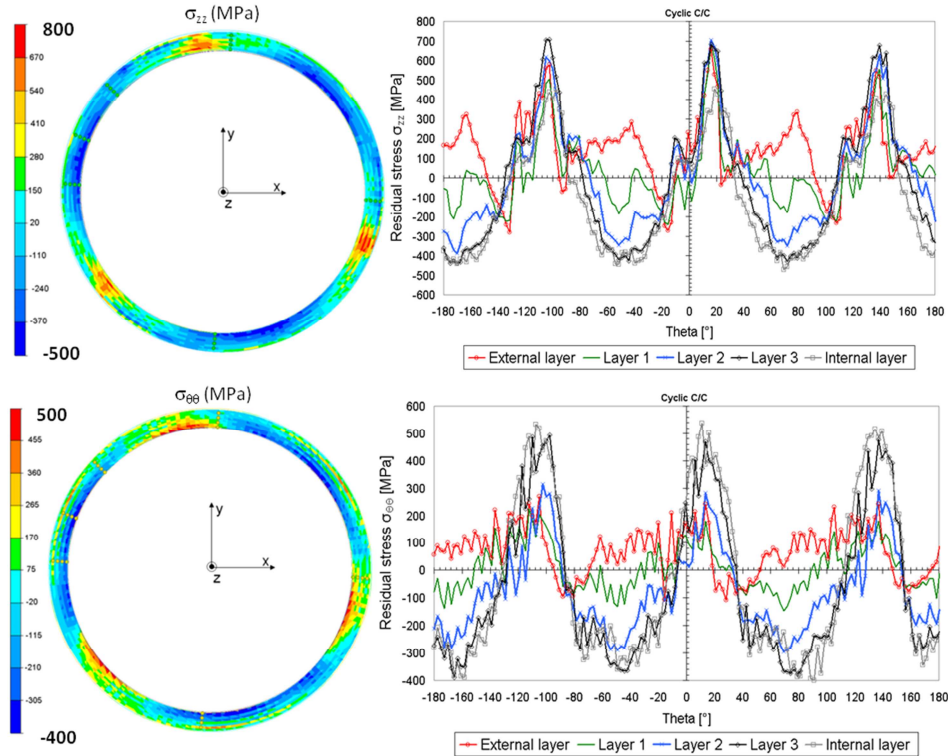 σzz (MPa)
800
670
540
410
280
150
20
-110
-240
-370
-500
y
x
z
Cyclic C/C
Residual stress σzz [MPa]
800
700
600
500
400
300
200
100
0
-100
-200
-300
-400
-500
-600
-180 -160 -140 -120 -100 -80 -60 -40 -20 0 20 40 60 80 100 120 140 160 180
Theta [°]
External layer Layer 1 Layer 2 Layer 3 Internal layer
σθθ (MPa)
500
455
360
265
170
75
-20
-115
-210
-305
-400
y
x
z
Cyclic C/C
Residual stress σθθ [MPa]
600
500
400
300
200
100
0
-100
-200
-300
-400
-180 -160 -140 -120 -100 -80 -60 -40 -20 0 20 40 60 80 100 120 140 160 180
Theta [°]
External layer Layer 1 Layer 2 Layer 3 Internal layer